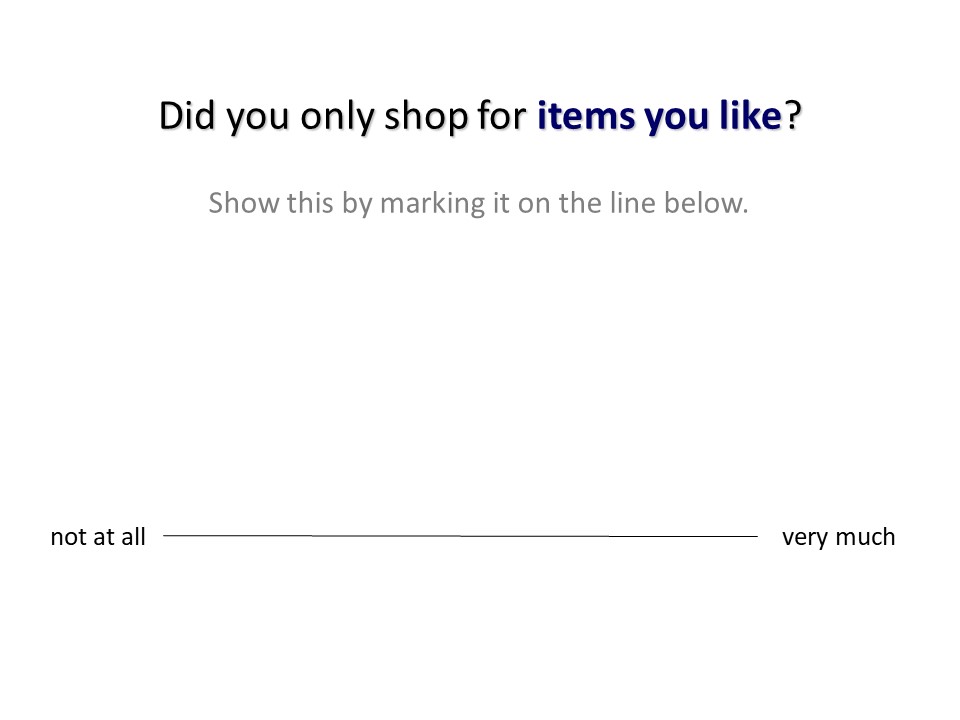 Did you only shop for items you like?
Show this by marking it on the line below.
not at all very much